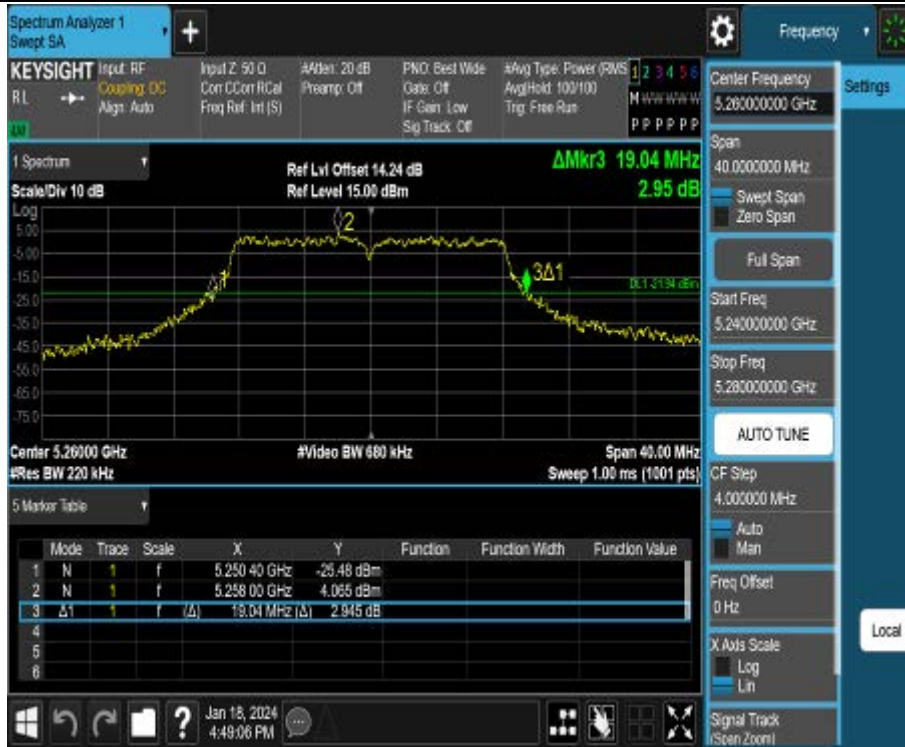 Spectrum Analyzer 1
Swept SA
+
Frequency
KEYSIGHT
RL
Input: RF
Coupling: DC
Align: Auto
Input Z: 50 Ω
Corr CCorr RCal
Freq Ref: Int (S)
#Atten: 20 dB
Preamp: Off
PNO: Best Wide
Gate: Off
IF Gain: Low
Sig Track: Off
#Avg Type: Power (RMS
Avg|Hold: 100/100
Trig: Free Run
1 2 3 4 5 6
M W W W W W
P P P P P P
1 Spectrum
Scale/Div 10 dB
Ref Lvl Offset 14.24 dB
Ref Level 15.00 dBm
ΔMkr3 19.04 MHz
2.95 dB
Log
5.00
-5.00
-15.0
-25.0
-35.0
-45.0
-55.0
-65.0
-75.0
2
3Δ1
DL1 -21.94 dBm
Center 5.26000 GHz
#Res BW 220 kHz
#Video BW 680 kHz
Span 40.00 MHz
Sweep 1.00 ms (1001 pts)
5 Marker Table
Mode Trace Scale X Y Function Function Width Function Value
1 N 1 f 5.250 40 GHz -25.48 dBm
2 N 1 f 5.258 00 GHz 4.065 dBm
3 Δ1 1 f (Δ) 19.04 MHz (Δ) 2.945 dB
4
5
6
Jan 18, 2024
4:49:06 PM
Center Frequency
5.260000000 GHz
Span
40.0000000 MHz
Swept Span
Zero Span
Full Span
Start Freq
5.240000000 GHz
Stop Freq
5.280000000 GHz
AUTO TUNE
CF Step
4.000000 MHz
Auto
Man
Freq Offset
0 Hz
X Axis Scale
Log
Lin
Signal Track
(Span Zoom)
Settings
Local